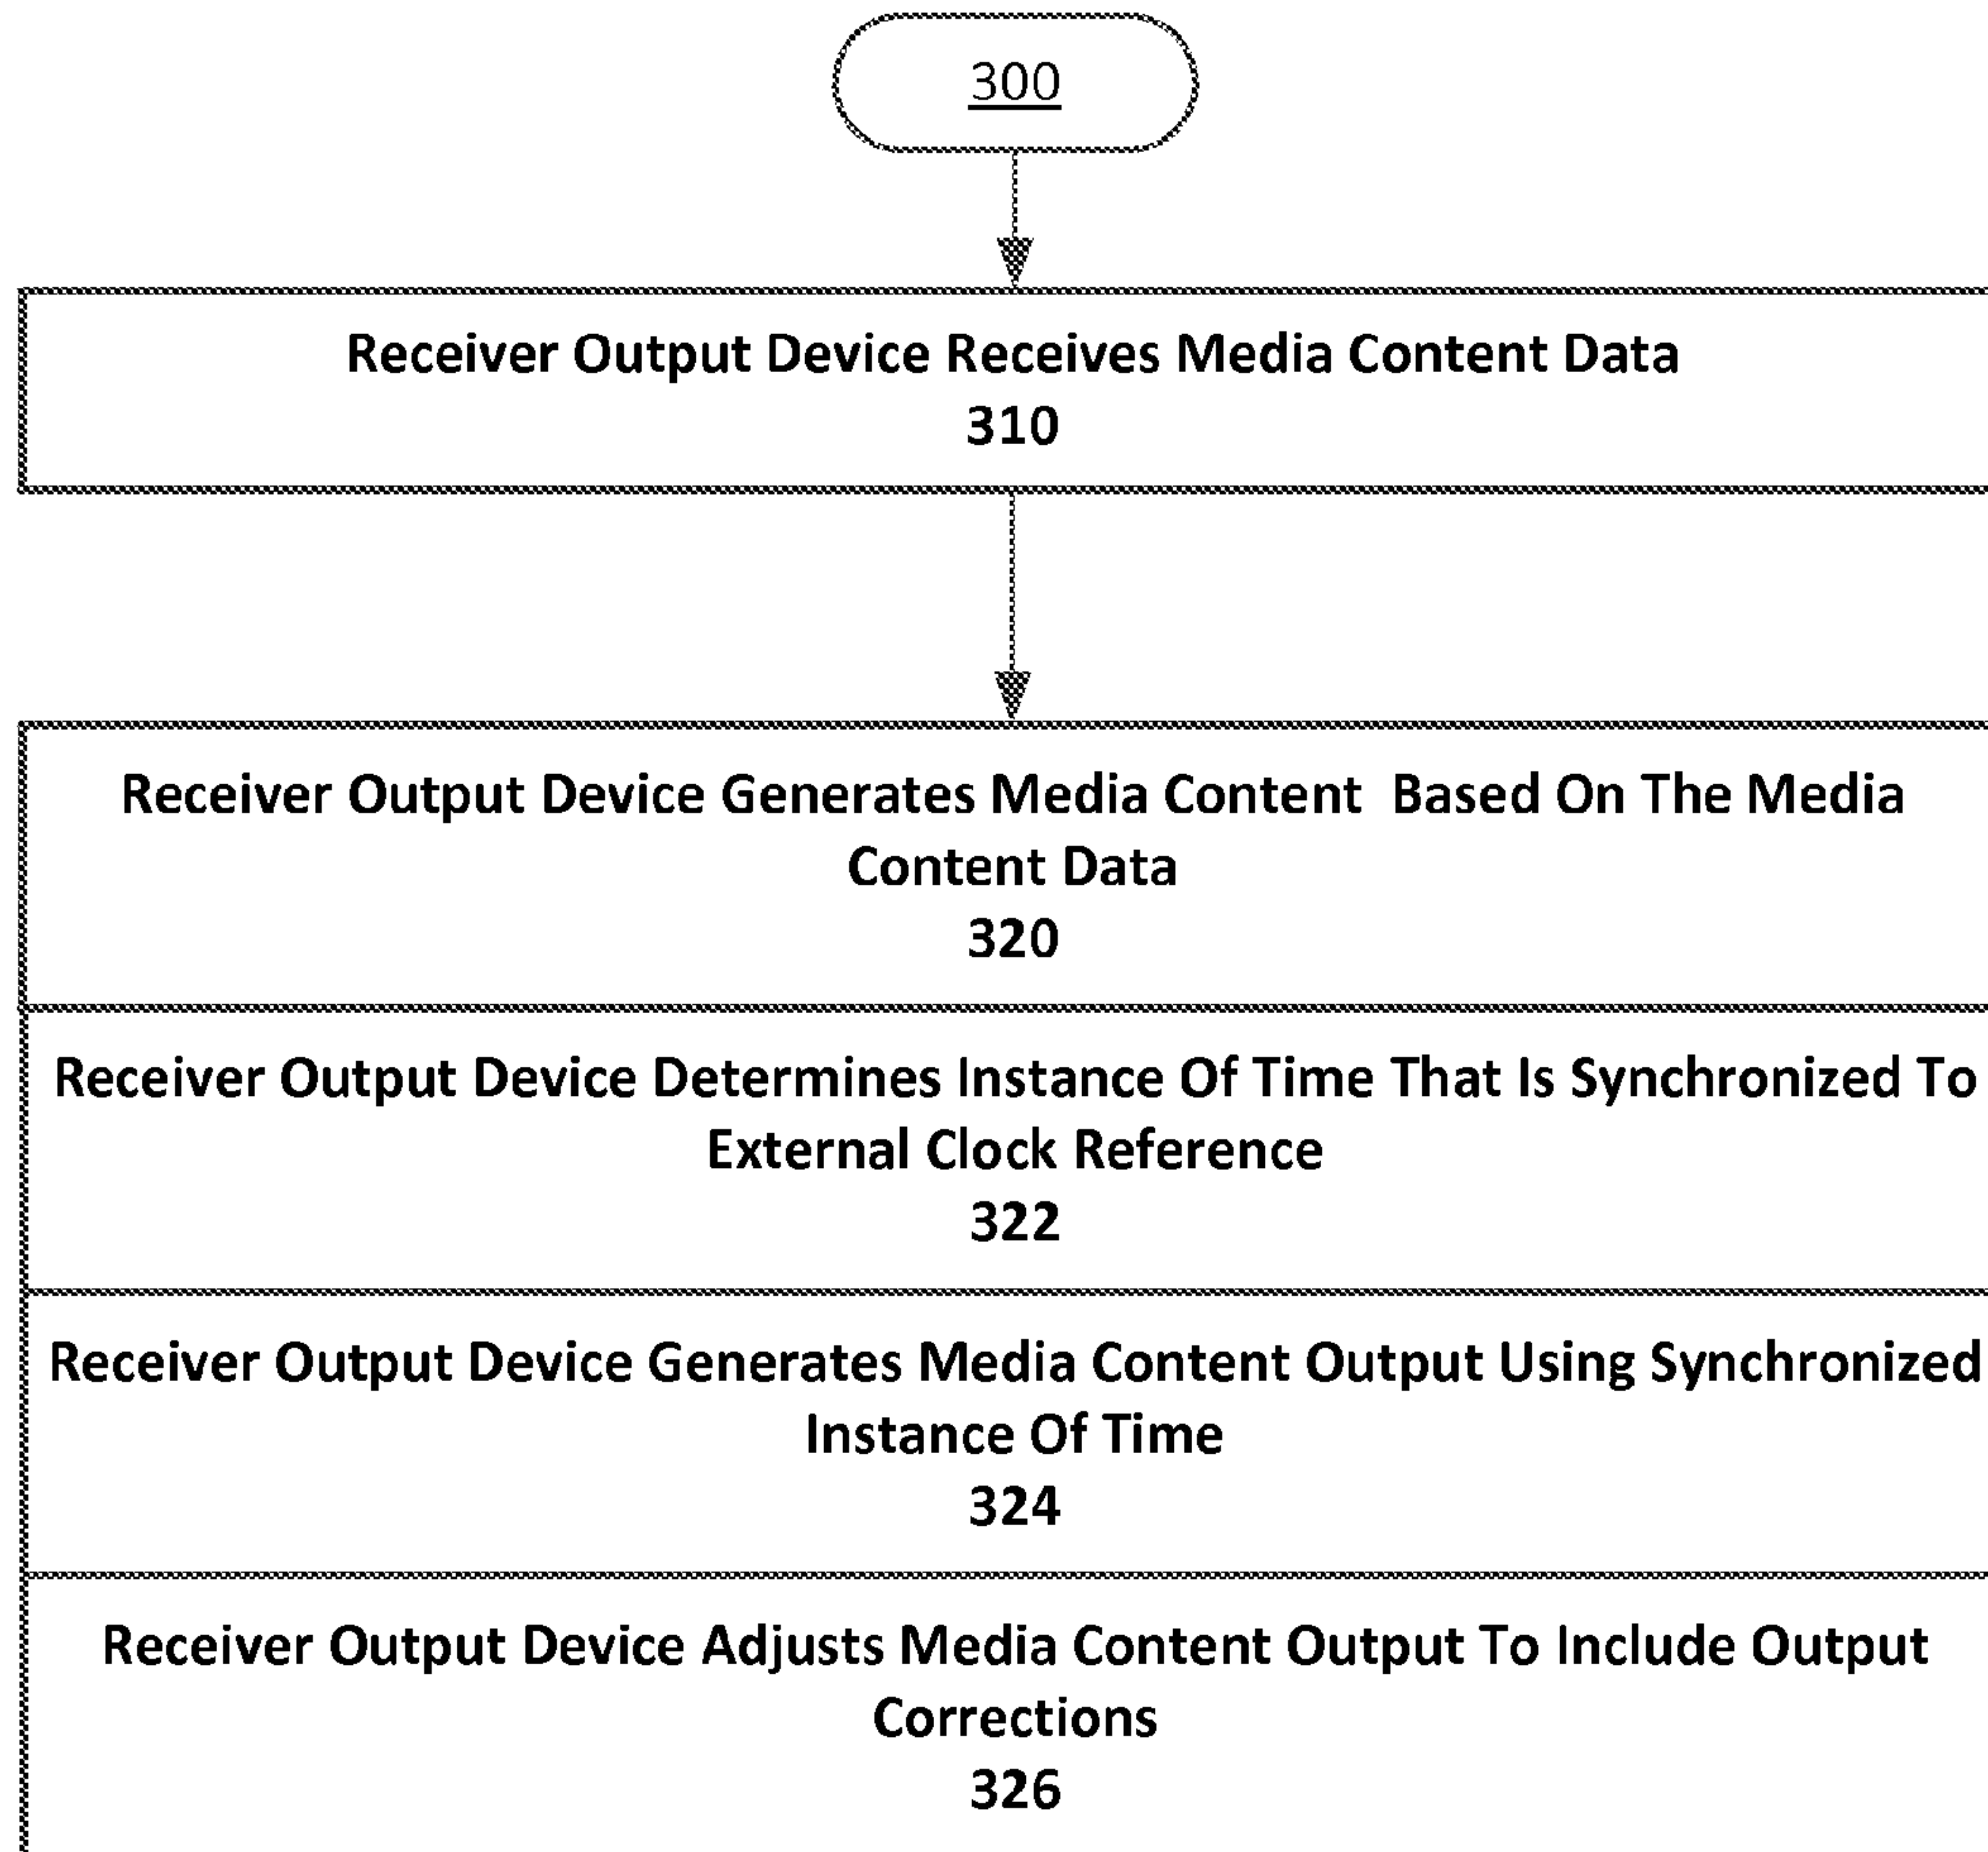 300
Receiver Output Device Receives Media Content Data
310
Receiver Output Device Generates Media Content Based On The Media
Content Data
320
Receiver Output Device Determines Instance Of Time That Is Synchronized To
External Clock Reference
322
Receiver Output Device Generates Media Content Output Using Synchronized
Instance Of Time
324
Receiver Output Device Adjusts Media Content Output To Include Output
Corrections
326